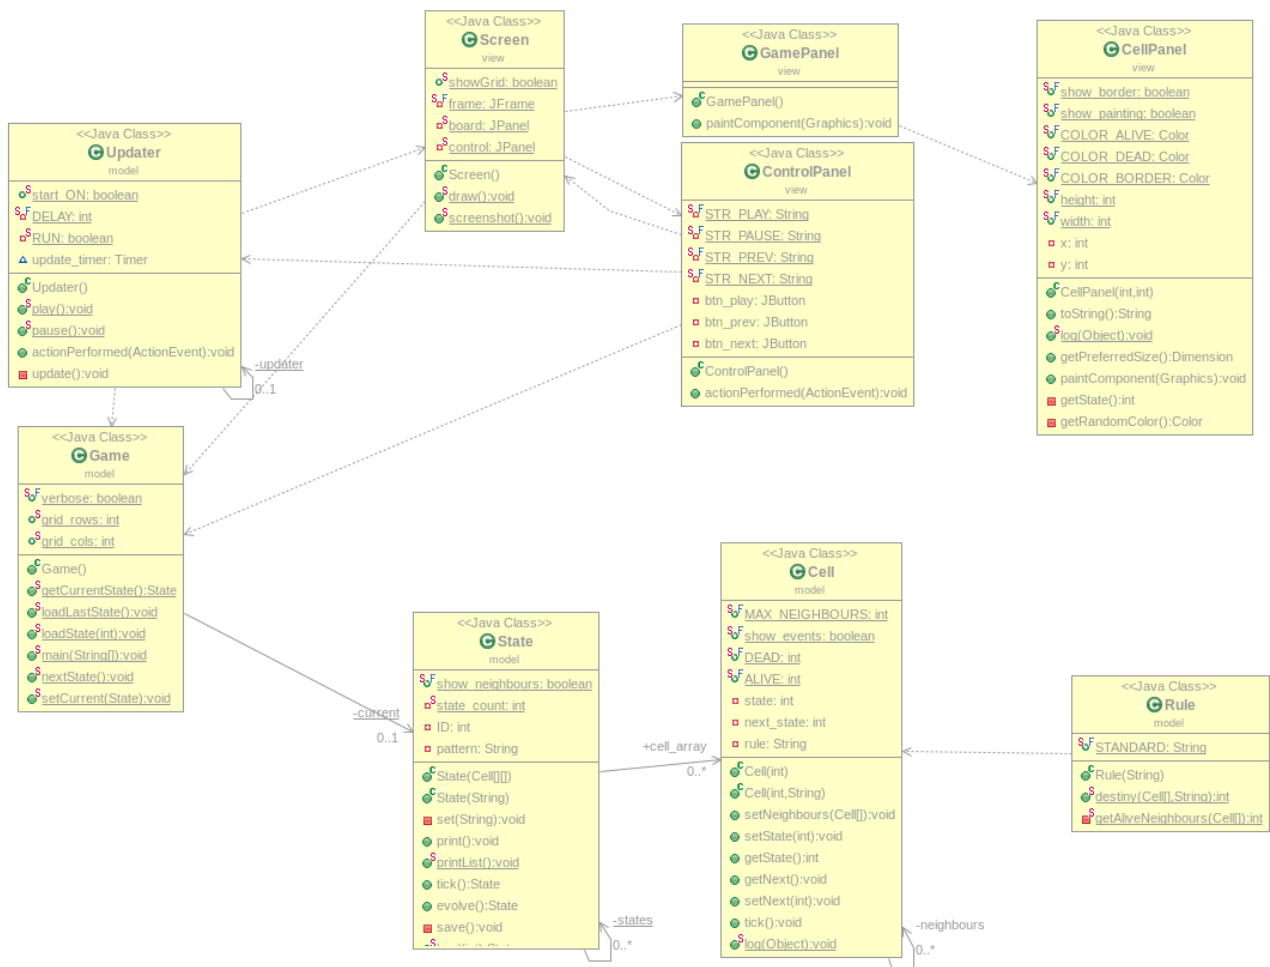 <<Java Class>>
Screen
view
showGrid: boolean
frame: JFrame
board: JPanel
control: JPanel
Screen()
draw():void
screenshot():void
<<Java Class>>
GamePanel
view
GamePanel()
paintComponent(Graphics):void
<<Java Class>>
CellPanel
view
show_border: boolean
show_painting: boolean
COLOR_ALIVE: Color
COLOR_DEAD: Color
COLOR_BORDER: Color
height: int
width: int
x: int
y: int
CellPanel(int,int)
toString():String
log(Object):void
getPreferredSize():Dimension
paintComponent(Graphics):void
getState():int
getRandomColor():Color
<<Java Class>>
Updater
model
start_ON: boolean
DELAY: int
RUN: boolean
update_timer: Timer
Updater()
play():void
pause():void
actionPerformed(ActionEvent):void
update():void
-updater
0..1
<<Java Class>>
ControlPanel
view
STR_PLAY: String
STR_PAUSE: String
STR_PREV: String
STR_NEXT: String
btn_play: JButton
btn_prev: JButton
btn_next: JButton
ControlPanel()
actionPerformed(ActionEvent):void
<<Java Class>>
Game
model
verbose: boolean
grid_rows: int
grid_cols: int
Game()
getCurrentState():State
loadLastState():void
loadState(int):void
main(String[]):void
nextState():void
setCurrent(State):void
-current
0..1
<<Java Class>>
State
model
show_neighbours: boolean
state_count: int
ID: int
pattern: String
State(Cell[][])
State(String)
set(String):void
print():void
printList():void
tick():State
evolve():State
save():void
-states
0..*
+cell_array
0..*
<<Java Class>>
Cell
model
MAX_NEIGHBOURS: int
show_events: boolean
DEAD: int
ALIVE: int
state: int
next_state: int
rule: String
Cell(int)
Cell(int,String)
setNeighbours(Cell[]):void
setState(int):void
getState():int
getNext():void
setNext(int):void
tick():void
log(Object):void
-neighbours
0..*
<<Java Class>>
Rule
model
STANDARD: String
Rule(String)
destiny(Cell[],String):int
getAliveNeighbours(Cell[]):int